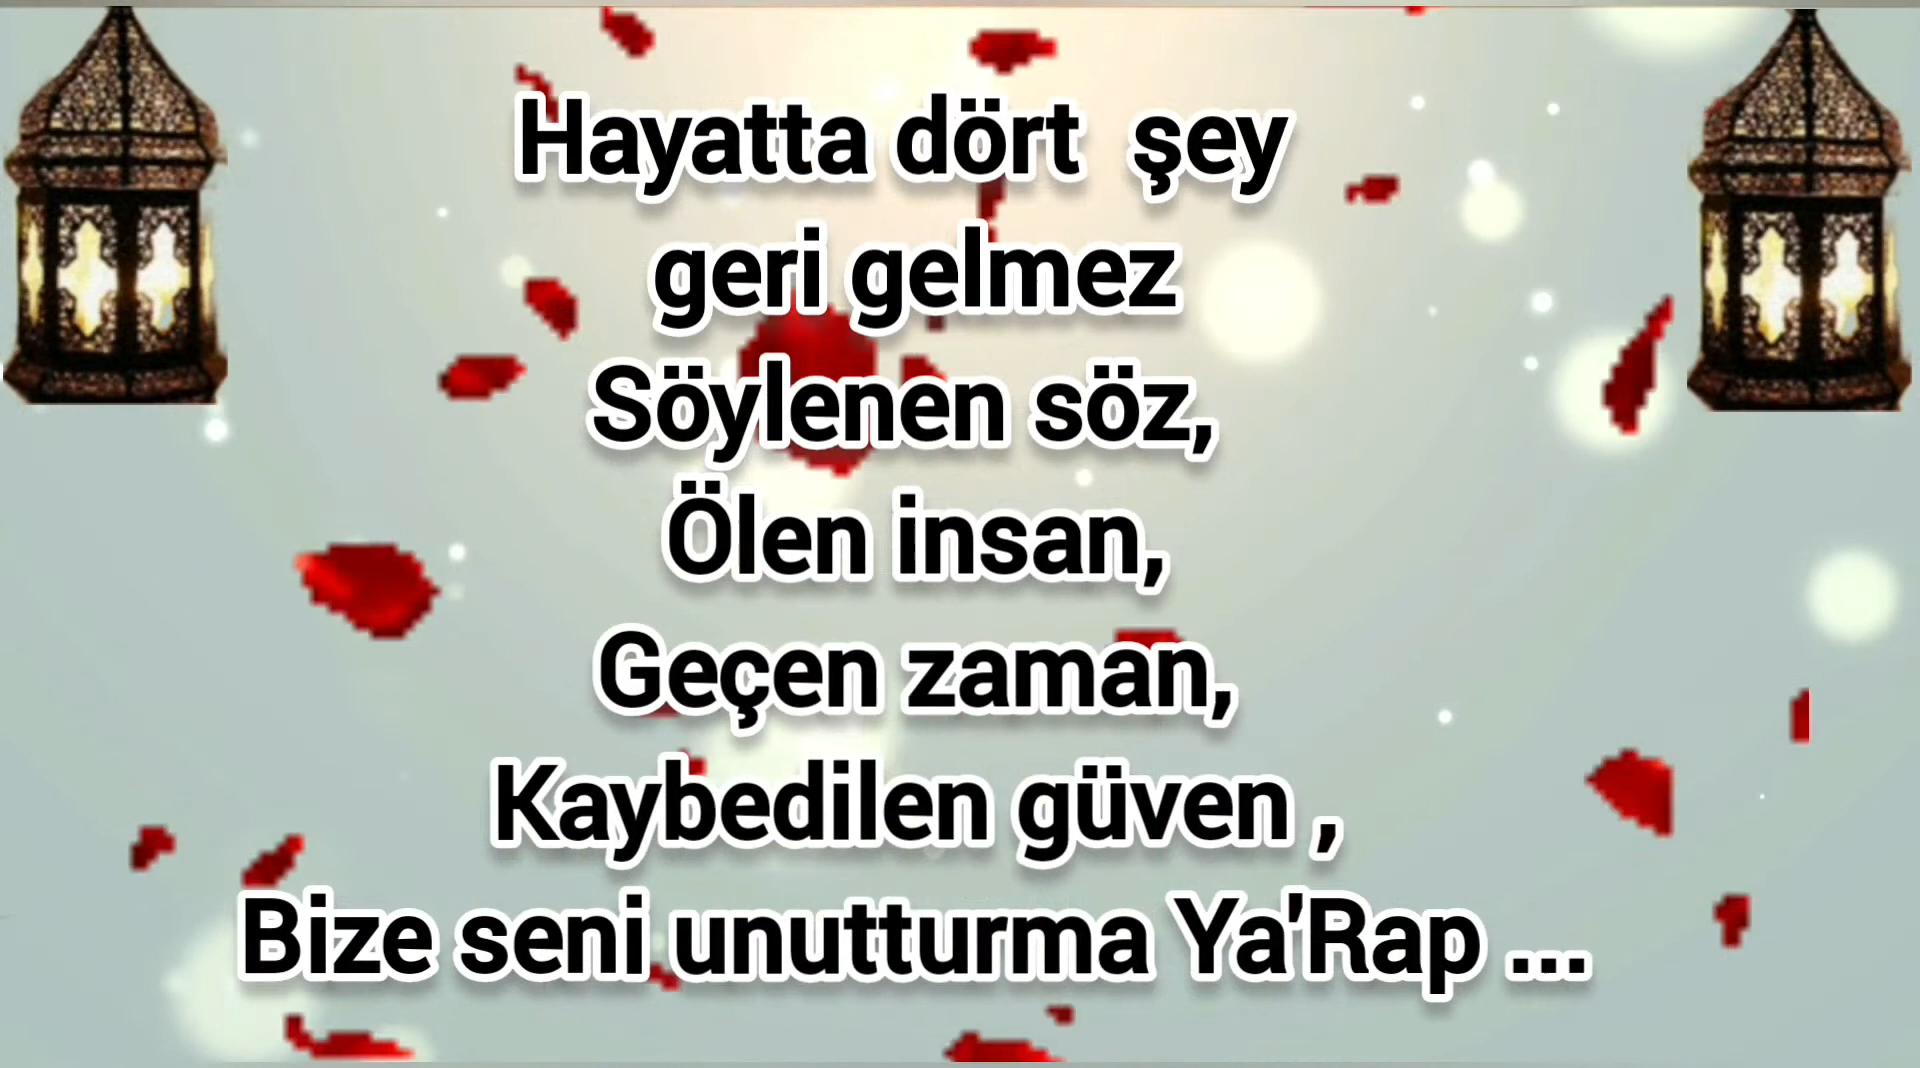 Hayatta dört şey
geri gelmez
Söylenen söz,
Ölen insan,
Geçen zaman,
Kaybedilen güven ,
Bize seni unutturma Ya'Rap ...